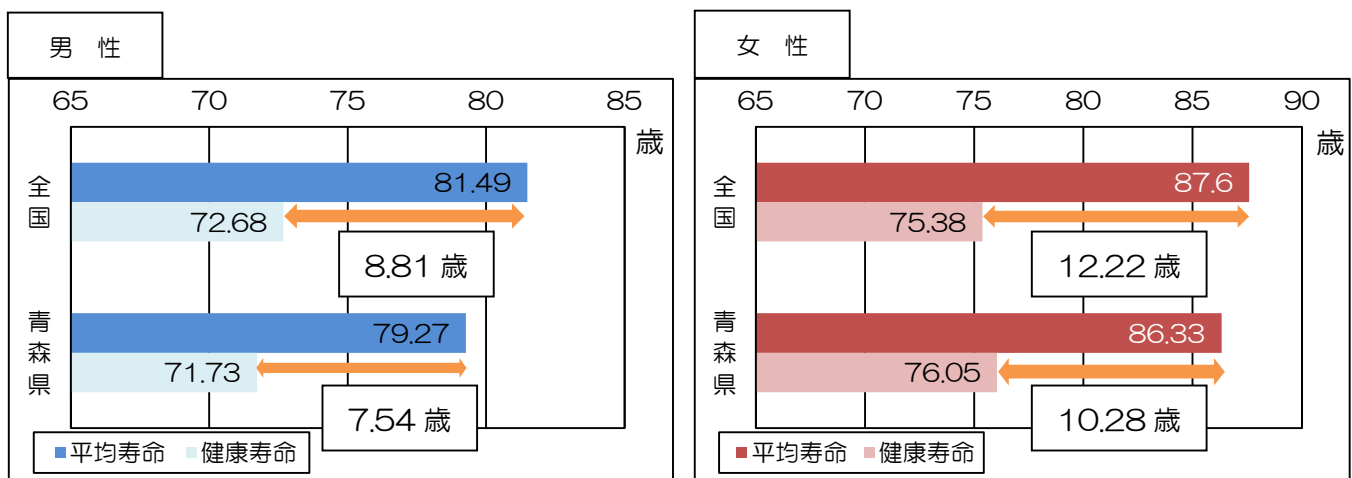 男 性
65 70 75 80 85
歳
全国
81.49
72.68
8.81 歳
青森県
79.27
71.73
7.54 歳
平均寿命 健康寿命
女 性
65 70 75 80 85 90
歳
全国
87.6
75.38
12.22 歳
青森県
86.33
76.05
10.28 歳
平均寿命 健康寿命